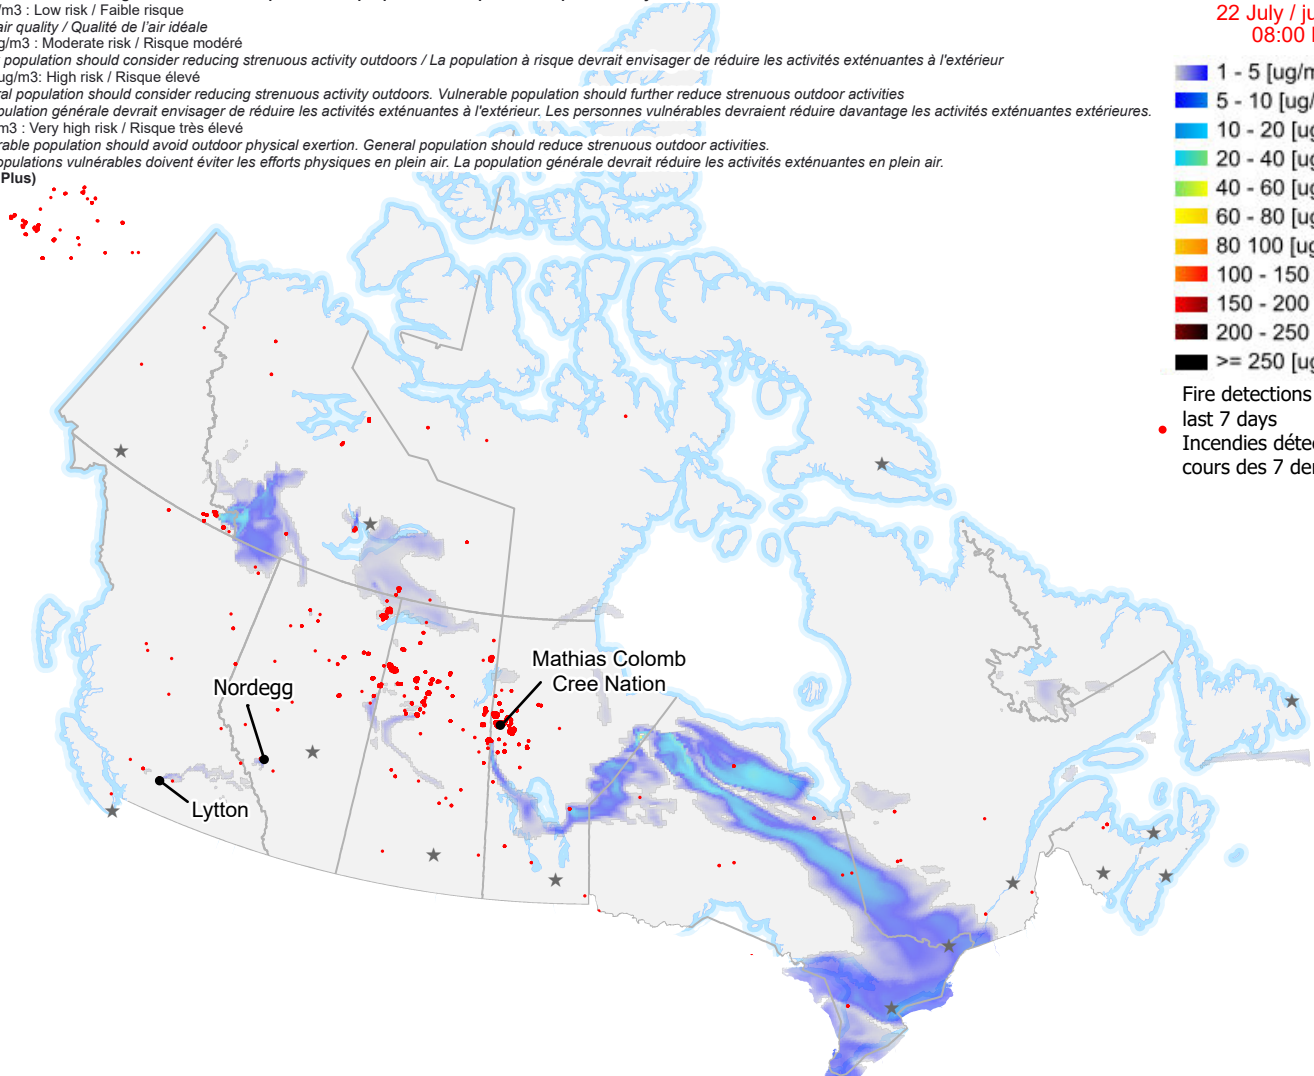 /m3 : Low risk / Faible risque
air quality / Qualité de l'air idéale
g/m3 : Moderate risk / Risque modéré
population should consider reducing strenuous activity outdoors / La population à risque devrait envisager de réduire les activités exténuantes à l'extérieur
ug/m3: High risk / Risque élevé
ral population should consider reducing strenuous activity outdoors. Vulnerable population should further reduce strenuous outdoor activities
opulation générale devrait envisager de réduire les activités exténuantes à l'extérieur. Les personnes vulnérables devraient réduire davantage les activités exténuantes extérieures.
/m3 : Very high risk / Risque très élevé
rable population should avoid outdoor physical exertion. General population should reduce strenuous outdoor activities.
opulations vulnérables doivent éviter les efforts physiques en plein air. La population générale devrait réduire les activités exténuantes en plein air.
Plus)
22 July / ju
08:00
1 - 5 [ug/m
5 - 10 [ug/
10 - 20 [ug
20 - 40 [ug
40 - 60 [ug
60 - 80 [ug
80 100 [ug
100 - 150
150 - 200
200 - 250
>= 250 [ug
Fire detections
last 7 days
Incendies détec
cours des 7 der
Mathias Colomb
Cree Nation
Nordegg
Lytton